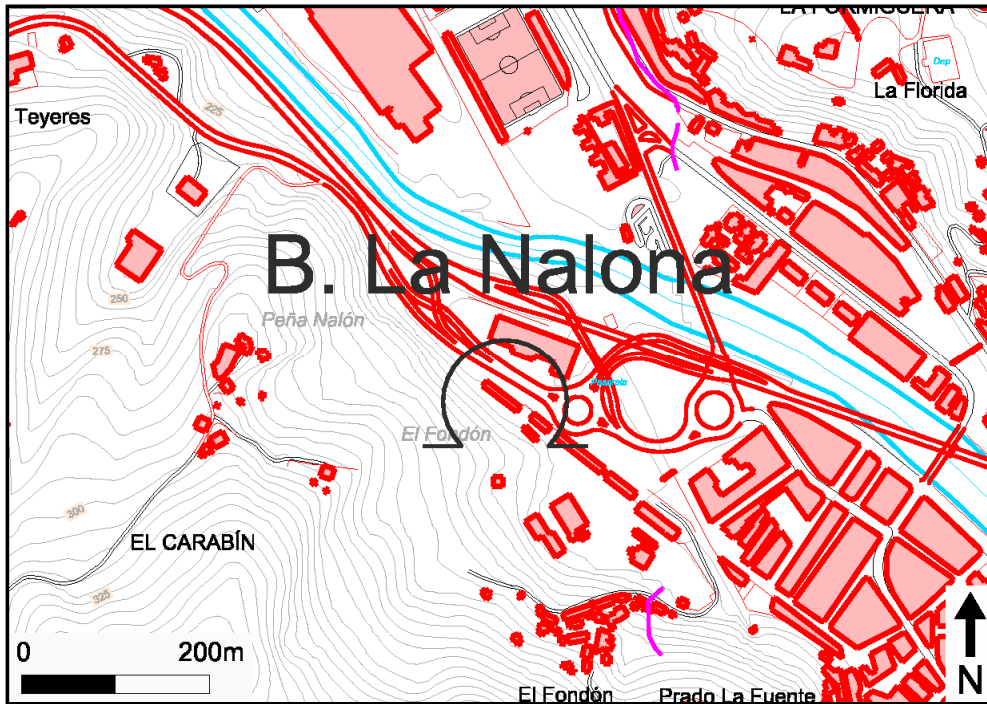 LA FORMIGUERA
Dep
La Florida
Teyeres
225
B. La Nalona
250
Peña Nalón
275
Pasarela
El Fondón
Ω
300
EL CARABÍN
325
0 200m
N
El Fondón
Prado La Fuente